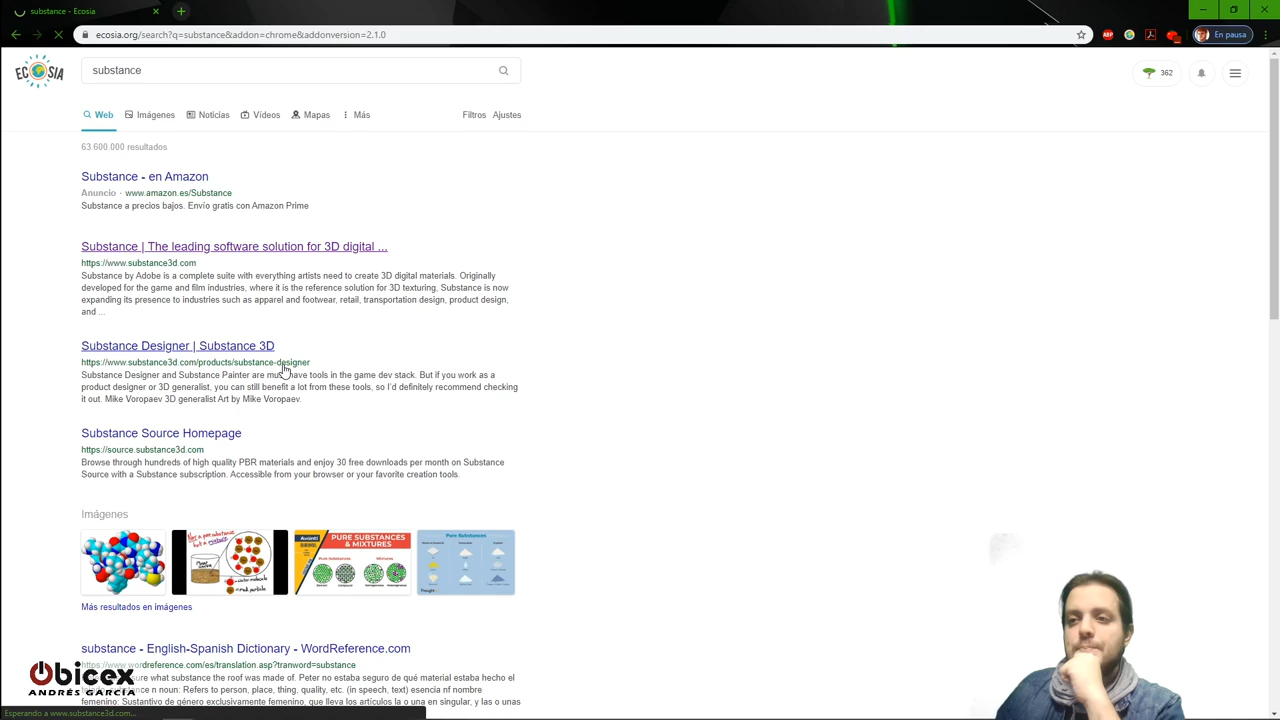 substance - Ecosia
ecosia.org/search?q=substance&addon=chrome&addonversion=2.1.0
ABP
En pausa
ECOSIA
substance
362
Web Imágenes Noticias Vídeos Mapas Más Filtros Ajustes
63.600.000 resultados
Substance - en Amazon
Anuncio · www.amazon.es/Substance
Substance a precios bajos. Envío gratis con Amazon Prime
Substance | The leading software solution for 3D digital ...
https://www.substance3d.com
Substance by Adobe is a complete suite with everything artists need to create 3D digital materials. Originally
developed for the game and film industries, where it is the reference solution for 3D texturing, Substance is now
expanding its presence to industries such as apparel and footwear, retail, transportation design, product design,
and ...
Substance Designer | Substance 3D
https://www.substance3d.com/products/substance-designer
Substance Designer and Substance Painter are must have tools in the game dev stack. But if you work as a
product designer or 3D generalist, you can still benefit a lot from these tools, so I'd definitely recommend checking
it out. Mike Voropaev 3D generalist Art by Mike Voropaev.
Substance Source Homepage
https://source.substance3d.com
Browse through hundreds of high quality PBR materials and enjoy 30 free downloads per month on Substance
Source with a Substance subscription. Accessible from your browser or your favorite creation tools.
Imágenes
PURE SUBSTANCES
& MIXTURES
Pure Substances
Más resultados en imágenes
substance - English-Spanish Dictionary - WordReference.com
https://www.wordreference.com/es/translation.asp?tranword=substance
sure what substance the roof was made of. Peter no estaba seguro de qué material estaba hecho el
n noun: Refers to person, place, thing, quality, etc. (in speech, text) esencia nf nombre
femenino: Sustantivo de género exclusivamente femenino, que lleva los artículos la o una en singular, y las o unas
Obicex
ANDRÉS GARCÍA
Esperando a www.substance3d.com...